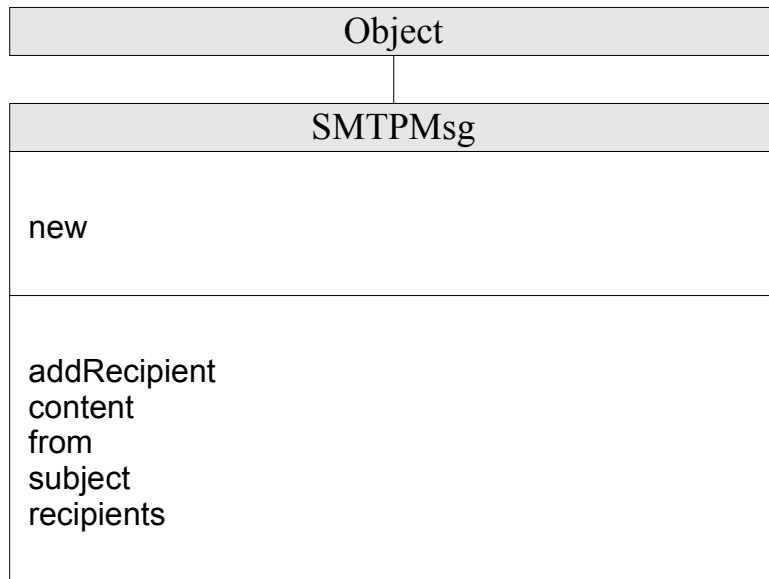 Object
SMTPMsg
new
addRecipient
content
from
subject
recipients